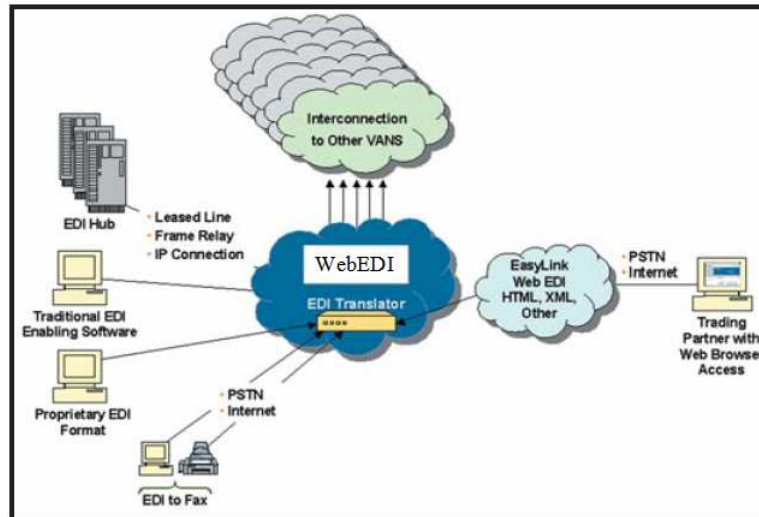 Interconnection
to Other VANS
EDI Hub
• Leased Line
• Frame Relay
• IP Connection
WebEDI
EDI Translator
EasyLink
Web EDI
HTML, XML,
Other
• PSTN
• Internet
Trading
Partner with
Web Browser
Access
Traditional EDI
Enabling Software
Proprietary EDI
Format
• PSTN
• Internet
EDI to Fax